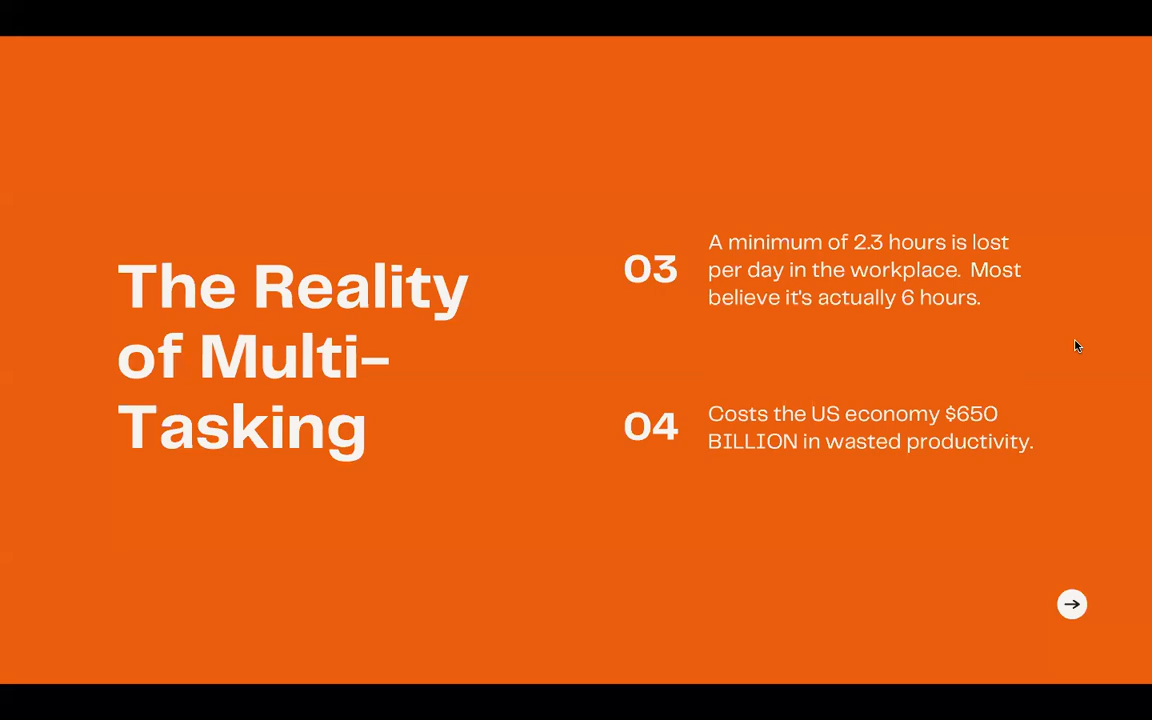 The Reality
of Multi-
Tasking
03
A minimum of 2.3 hours is lost
per day in the workplace.  Most
believe it's actually 6 hours.
04
Costs the US economy $650
BILLION in wasted productivity.